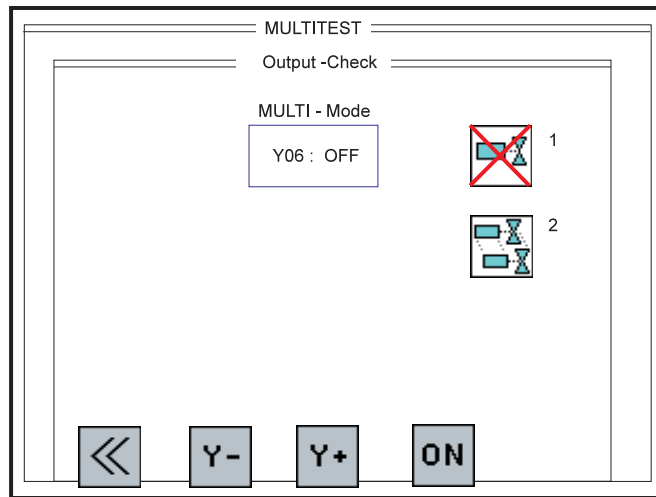 MULTITEST
Output -Check
MULTI - Mode
Y06 : OFF
1
2
Y- Y+ ON